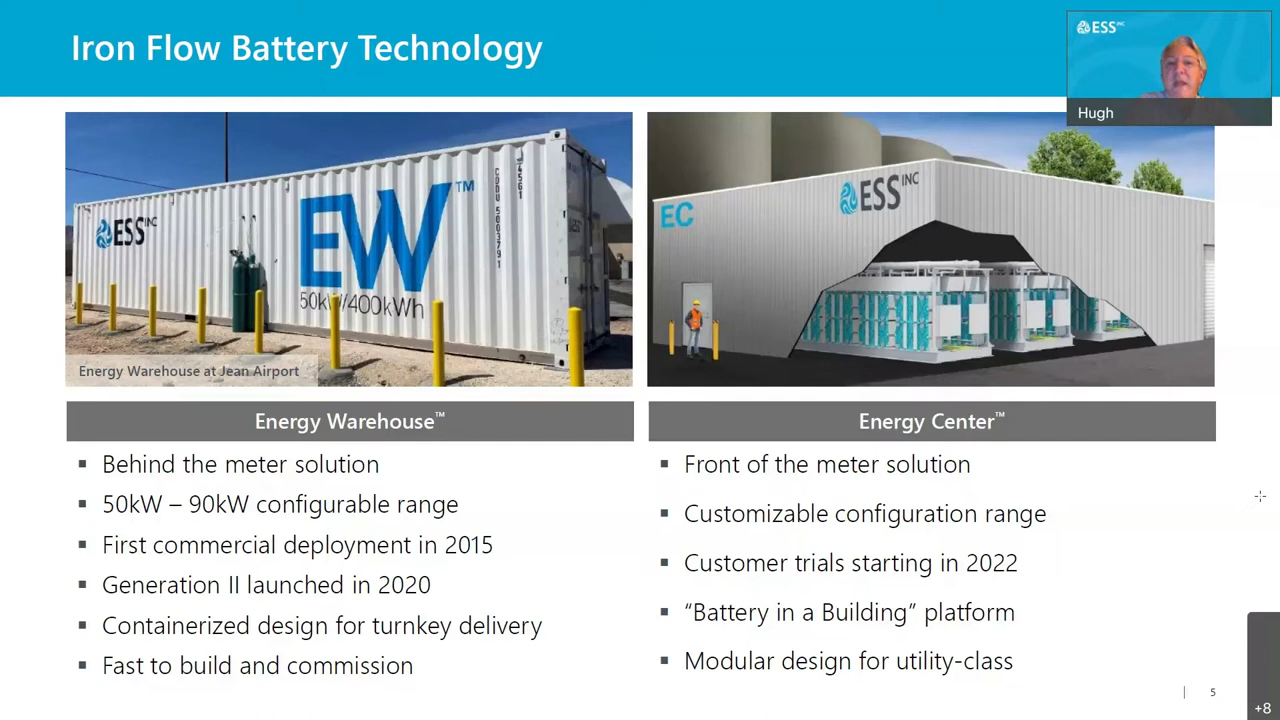 Iron Flow Battery Technology
ESS INC
Hugh
ESS INC
EW™
50kW/400kWh
Energy Warehouse at Jean Airport
EC
ESS INC
Energy Warehouse™
Behind the meter solution
50kW – 90kW configurable range
First commercial deployment in 2015
Generation II launched in 2020
Containerized design for turnkey delivery
Fast to build and commission
Energy Center™
Front of the meter solution
Customizable configuration range
Customer trials starting in 2022
“Battery in a Building” platform
Modular design for utility-class
5
+8